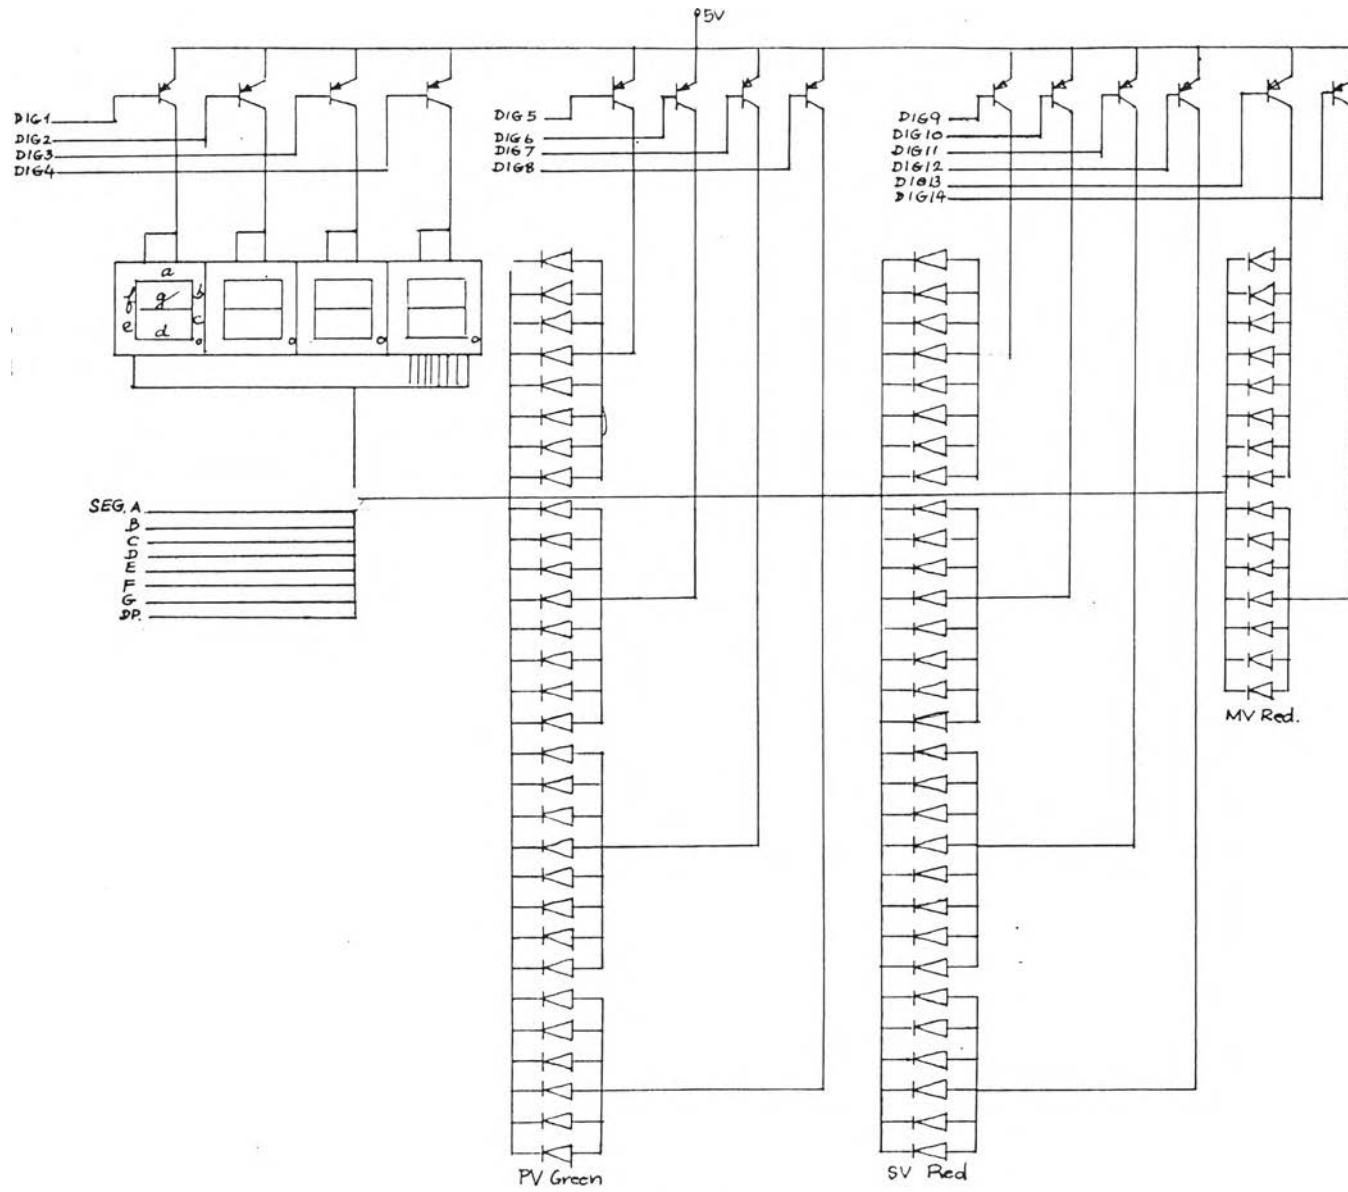 5V
DIG1
DIG2
DIG3
DIG4
DIG5
DIG6
DIG7
DIG8
DIG9
DIG10
DIG11
DIG12
DIG13
DIG14
a
f g b
e d c
SEG. A
B
C
D
E
F
G
DP.
MV Red.
PV Green
SV Red